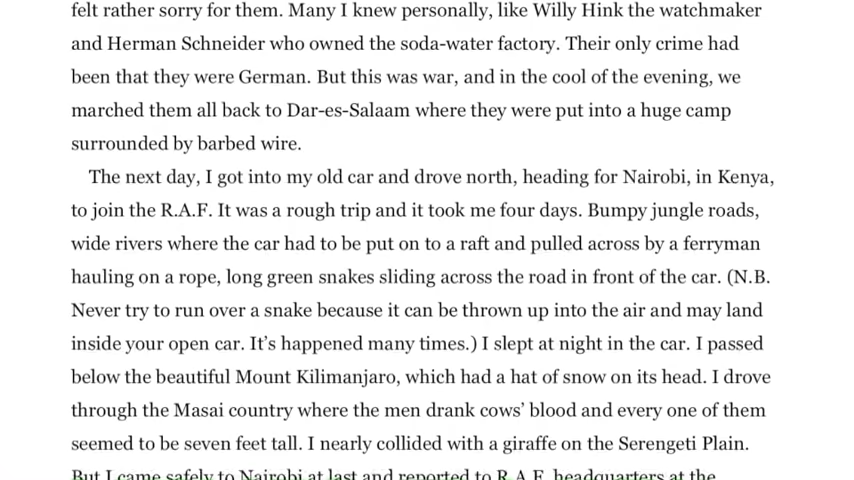 felt rather sorry for them. Many I knew personally, like Willy Hink the watchmaker
and Herman Schneider who owned the soda-water factory. Their only crime had
been that they were German. But this was war, and in the cool of the evening, we
marched them all back to Dar-es-Salaam where they were put into a huge camp
surrounded by barbed wire.
The next day, I got into my old car and drove north, heading for Nairobi, in Kenya,
to join the R.A.F. It was a rough trip and it took me four days. Bumpy jungle roads,
wide rivers where the car had to be put on to a raft and pulled across by a ferryman
hauling on a rope, long green snakes sliding across the road in front of the car. (N.B.
Never try to run over a snake because it can be thrown up into the air and may land
inside your open car. It’s happened many times.) I slept at night in the car. I passed
below the beautiful Mount Kilimanjaro, which had a hat of snow on its head. I drove
through the Masai country where the men drank cows’ blood and every one of them
seemed to be seven feet tall. I nearly collided with a giraffe on the Serengeti Plain.
But I came safely to Nairobi at last and reported to R.A.F. headquarters at the